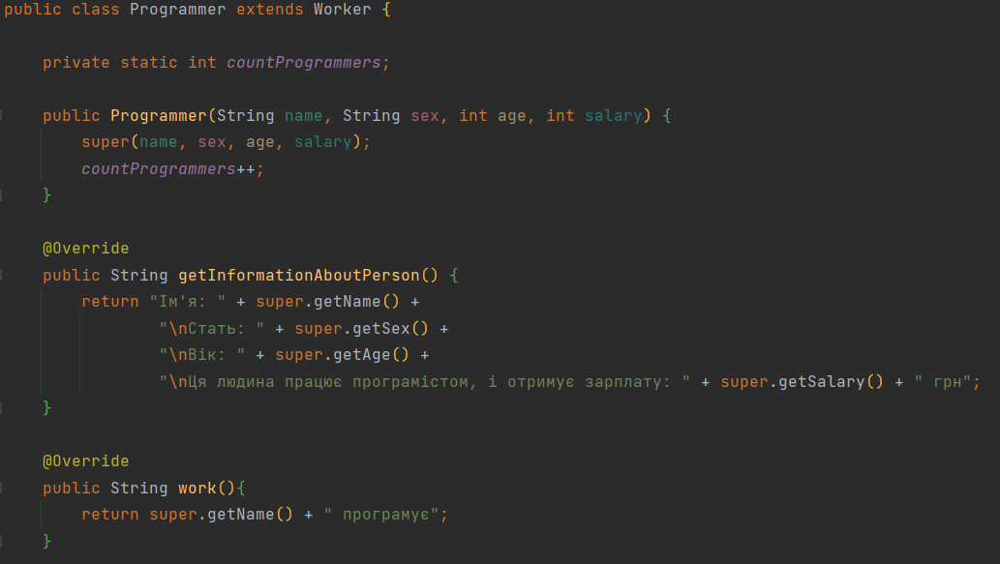 public class Programmer extends Worker {
private static int countProgrammers;
public Programmer(String name, String sex, int age, int salary) {
super(name, sex, age, salary);
countProgrammers++;
}
@Override
public String getInformationAboutPerson() {
return "Ім'я: " + super.getName() +
"\nСтать: " + super.getSex() +
"\nВік: " + super.getAge() +
"\nЦя людина працює програмістом, і отримує зарплату: " + super.getSalary() + " грн";
}
@Override
public String work(){
return super.getName() + " програмує";
}